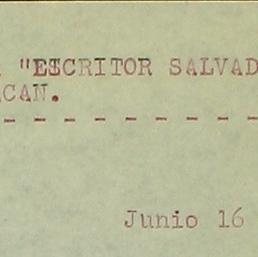 "ESCRITOR SALVAD
CAN.
- - - - - - - - -
Junio 16